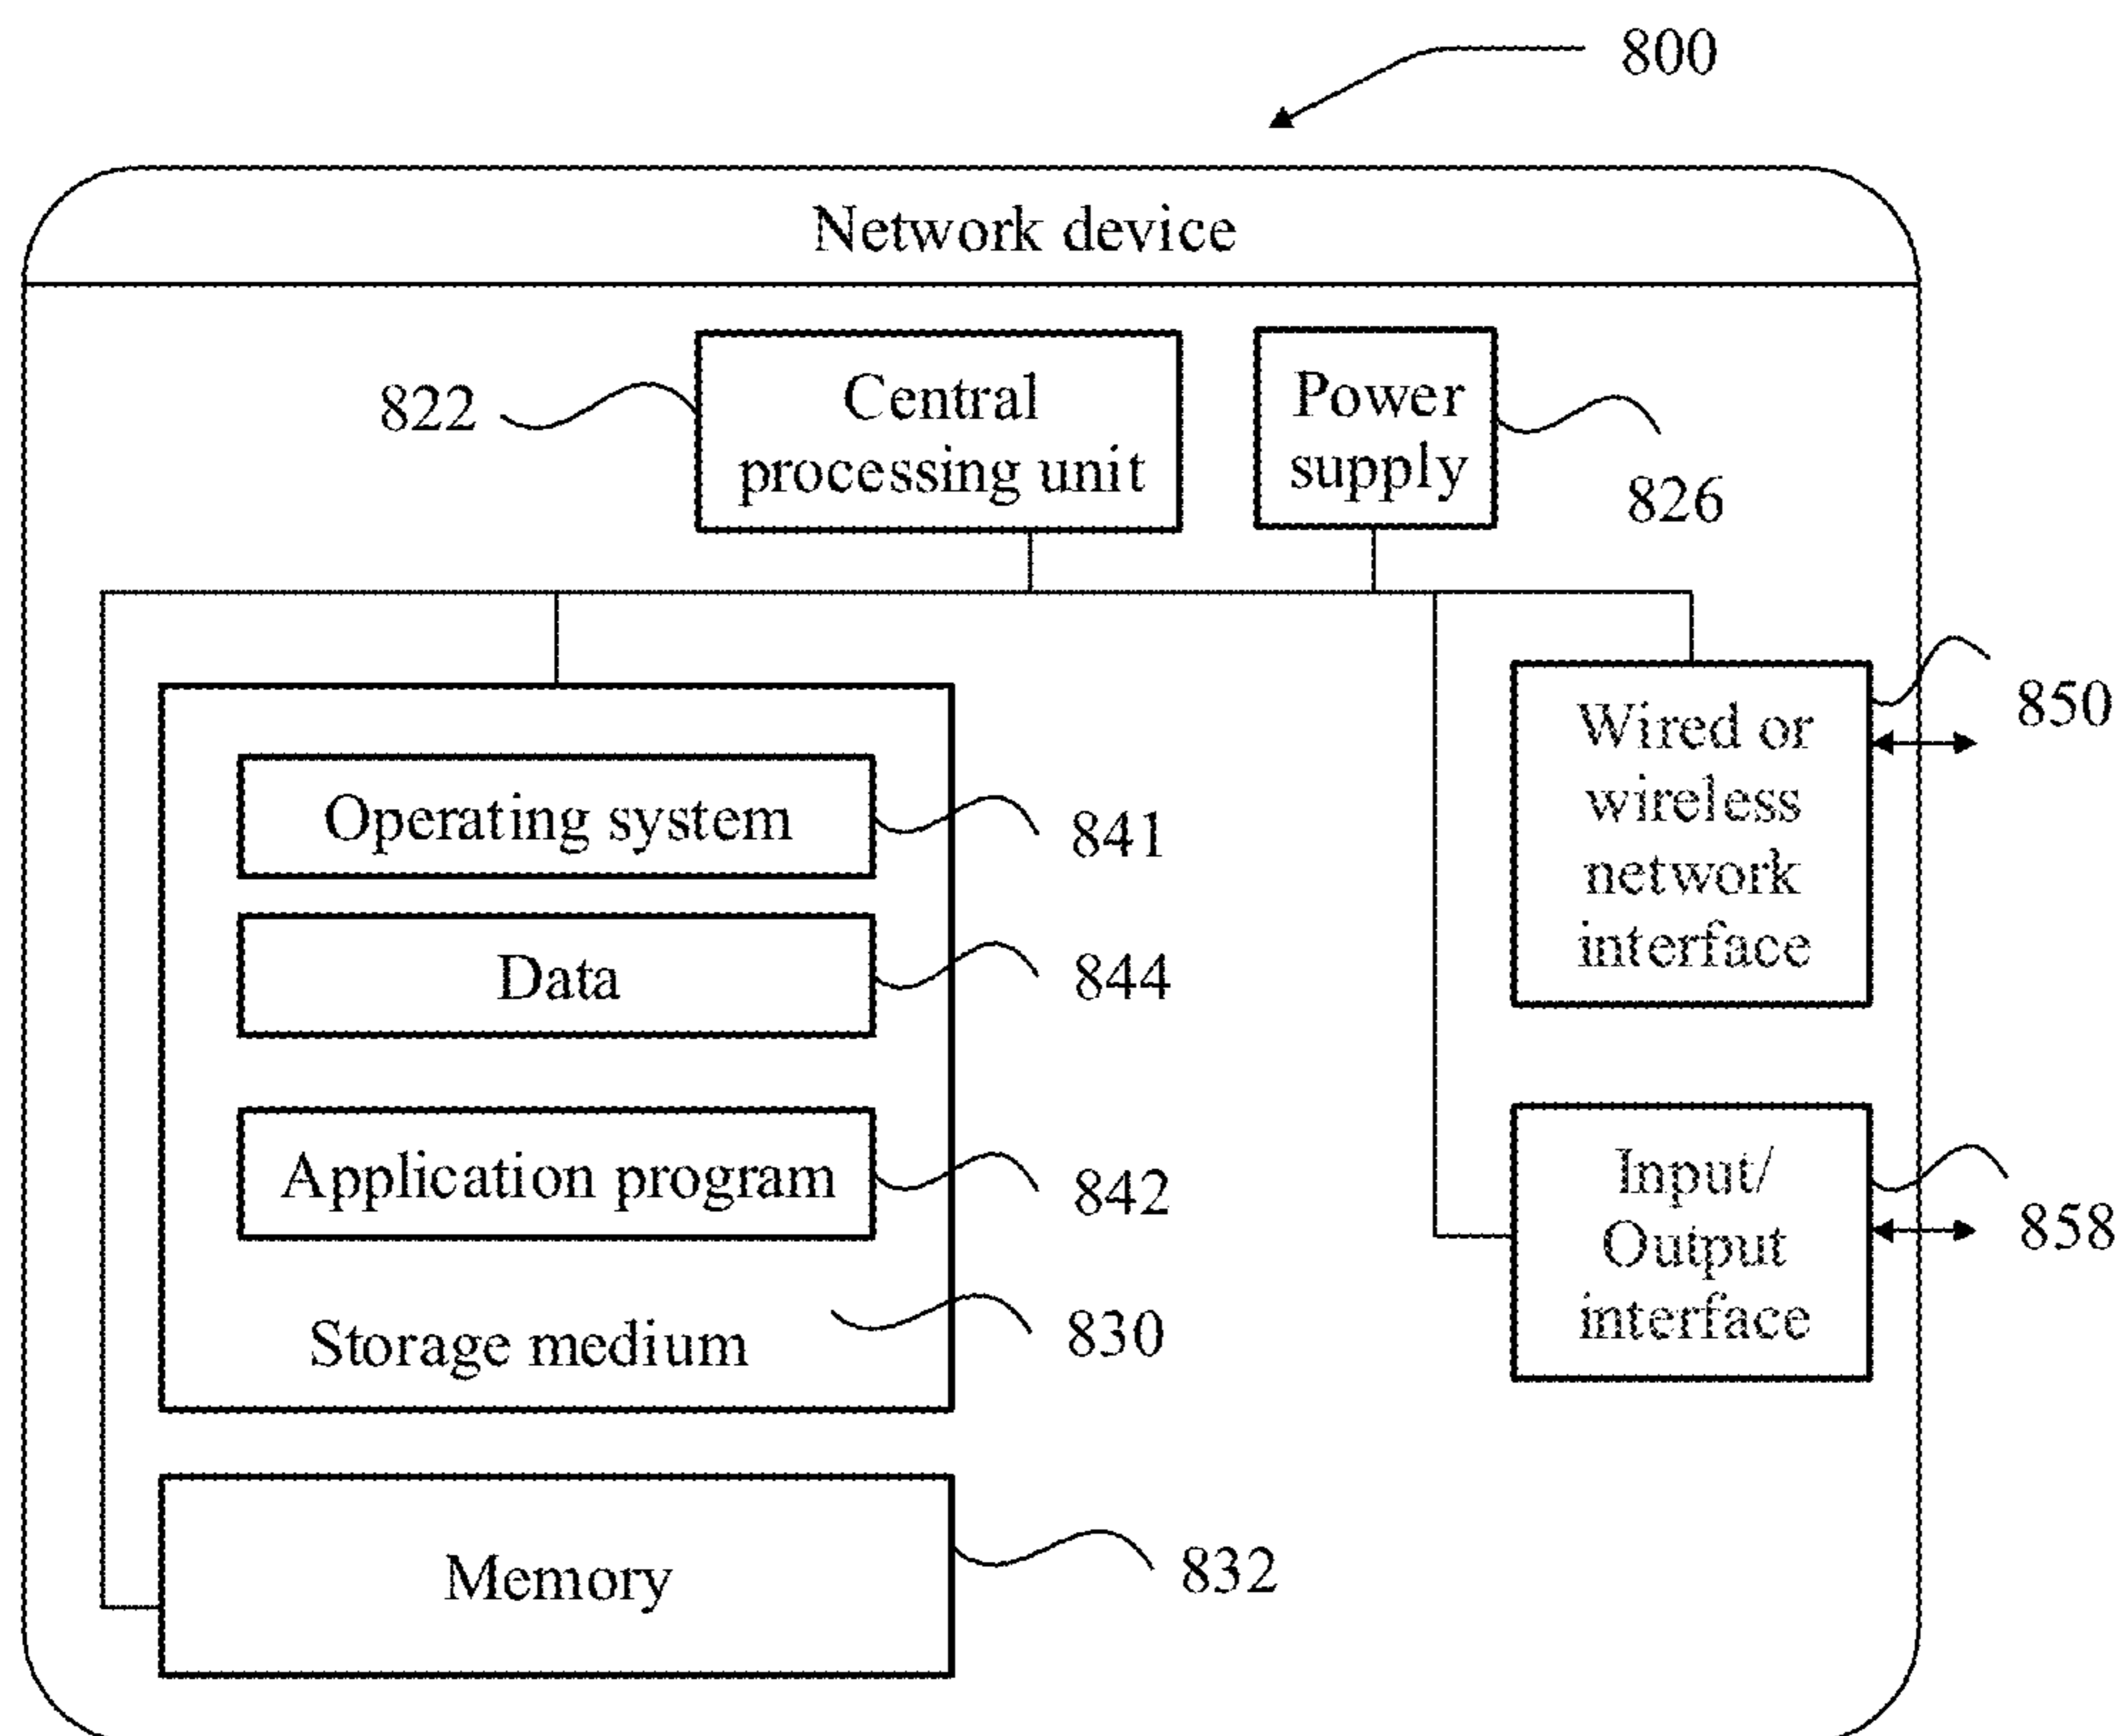 800
Network device
822
Central
processing unit
Power
supply
826
Wired or
wireless
network
interface
850
Operating system
841
Data
844
Application program
842
Storage medium
830
Input/
Output
interface
858
Memory
832